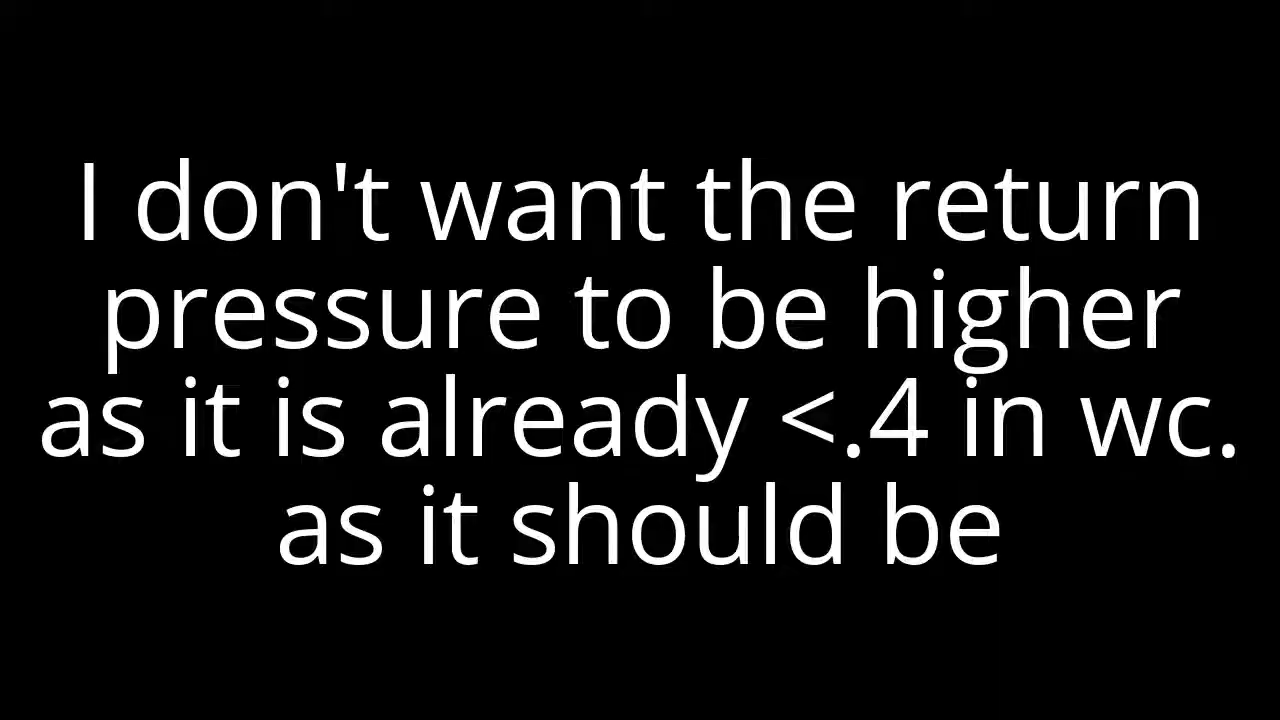 I don't want the return
pressure to be higher
as it is already <.4 in wc.
as it should be